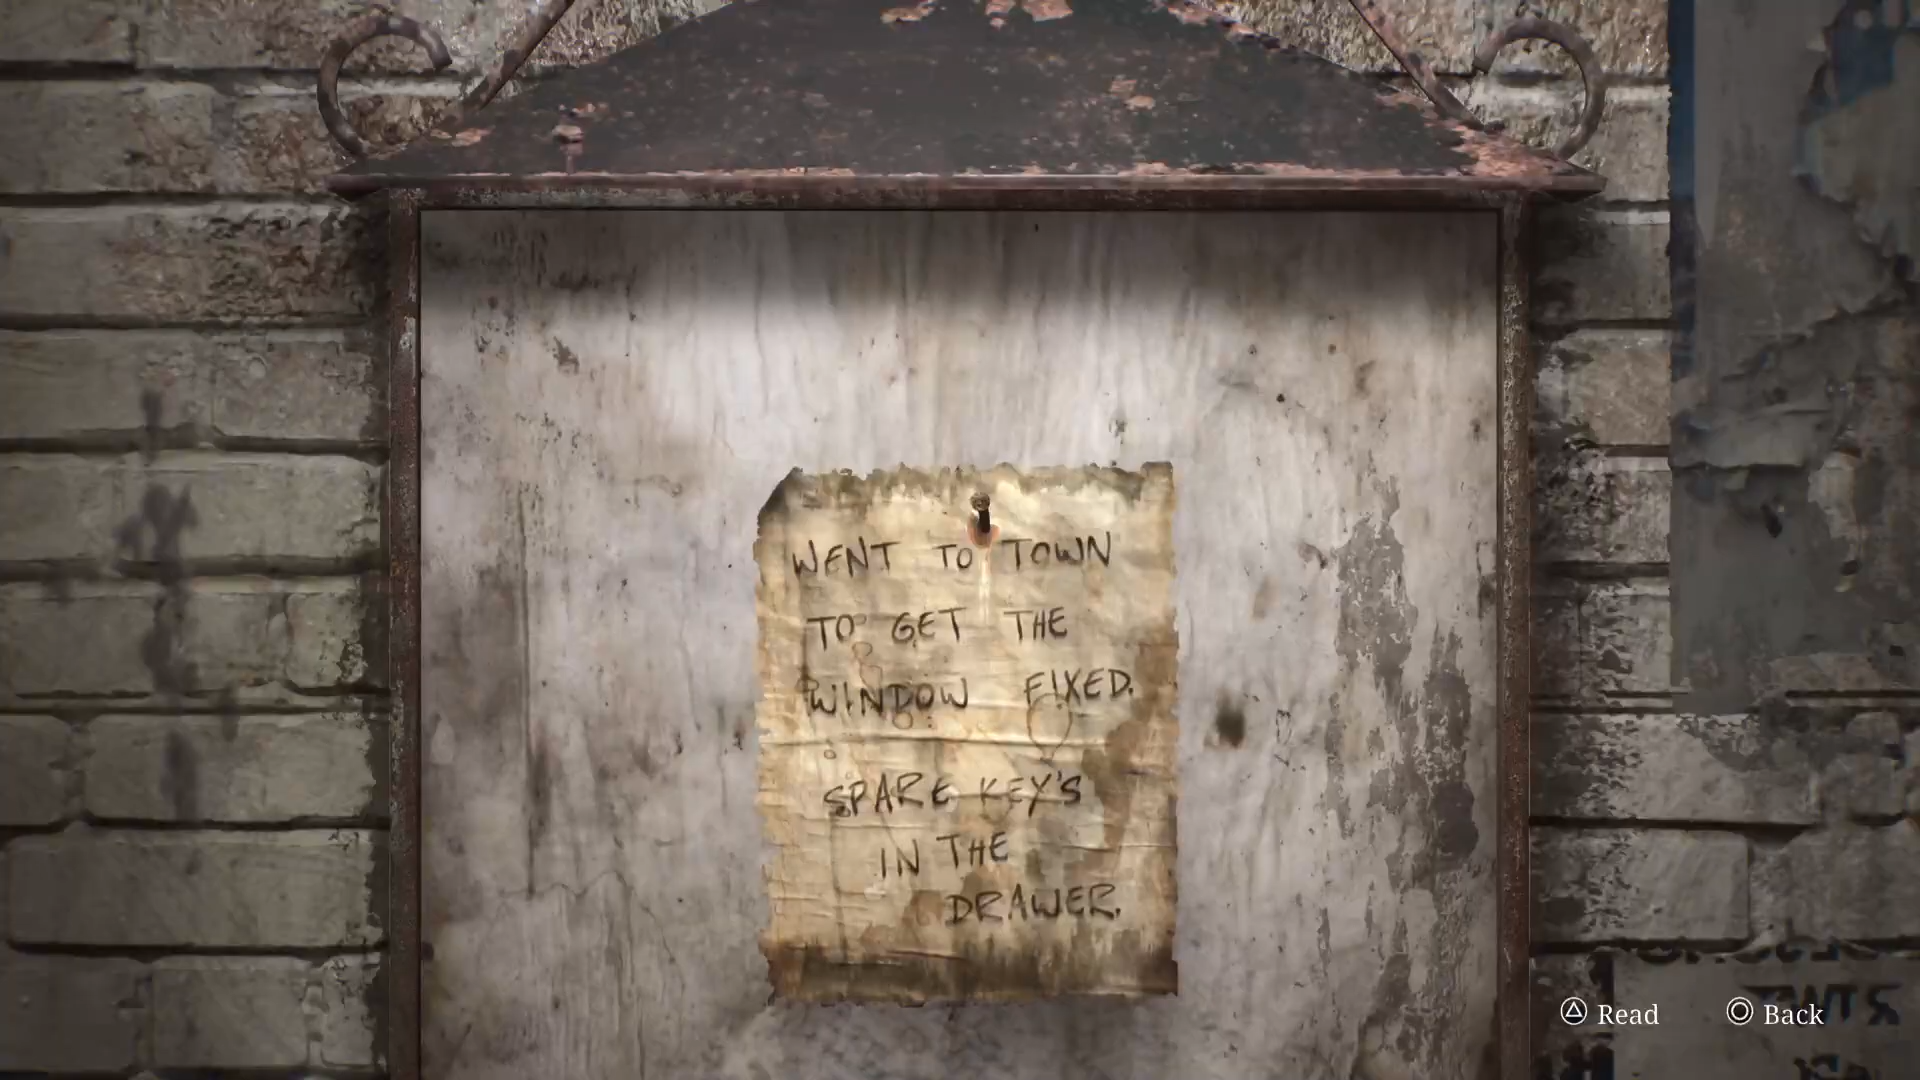 WENT TO TOWN
TO GET THE
WINDOW FIXED.
SPARE KEY'S
IN THE
DRAWER.
Read Back